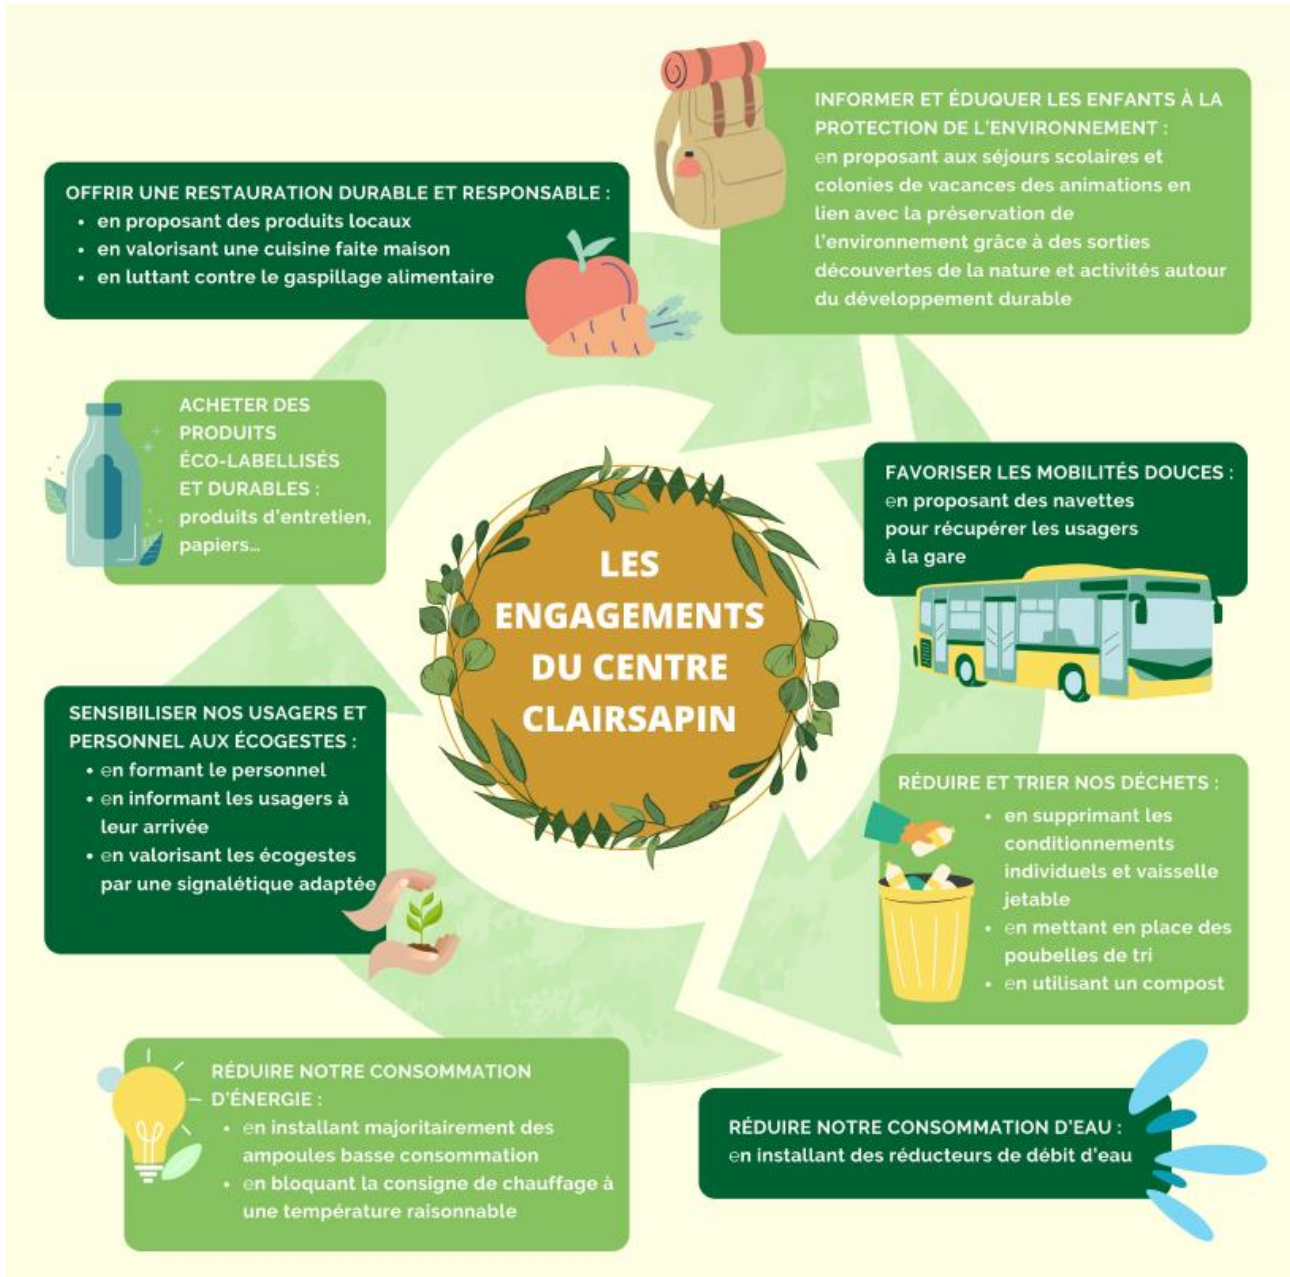 INFORMER ET ÉDUQUER LES ENFANTS À LA
PROTECTION DE L'ENVIRONNEMENT :
en proposant aux séjours scolaires et
colonies de vacances des animations en
lien avec la préservation de
l'environnement grâce à des sorties
découvertes de la nature et activités autour
du développement durable
OFFRIR UNE RESTAURATION DURABLE ET RESPONSABLE :
• en proposant des produits locaux
• en valorisant une cuisine faite maison
• en luttant contre le gaspillage alimentaire
ACHETER DES
PRODUITS
ÉCO-LABELLISÉS
ET DURABLES :
produits d'entretien,
papiers...
FAVORISER LES MOBILITÉS DOUCES :
en proposant des navettes
pour récupérer les usagers
à la gare
LES
ENGAGEMENTS
DU CENTRE
CLAIRSAPIN
SENSIBILISER NOS USAGERS ET
PERSONNEL AUX ÉCOGESTES :
• en formant le personnel
• en informant les usagers à
leur arrivée
• en valorisant les écogestes
par une signalétique adaptée
RÉDUIRE ET TRIER NOS DÉCHETS :
• en supprimant les
conditionnements
individuels et vaisselle
jetable
• en mettant en place des
poubelles de tri
• en utilisant un compost
RÉDUIRE NOTRE CONSOMMATION
D'ÉNERGIE :
• en installant majoritairement des
ampoules basse consommation
• en bloquant la consigne de chauffage à
une température raisonnable
RÉDUIRE NOTRE CONSOMMATION D'EAU :
en installant des réducteurs de débit d'eau